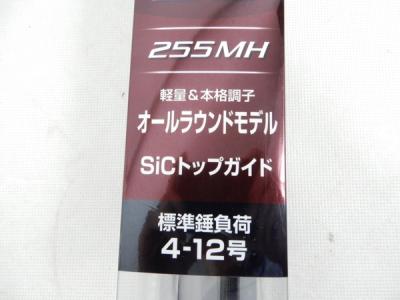 255MH
軽量&本格調子
オールラウンドモデル
SiCトップガイド
標準錘負荷
4-12号